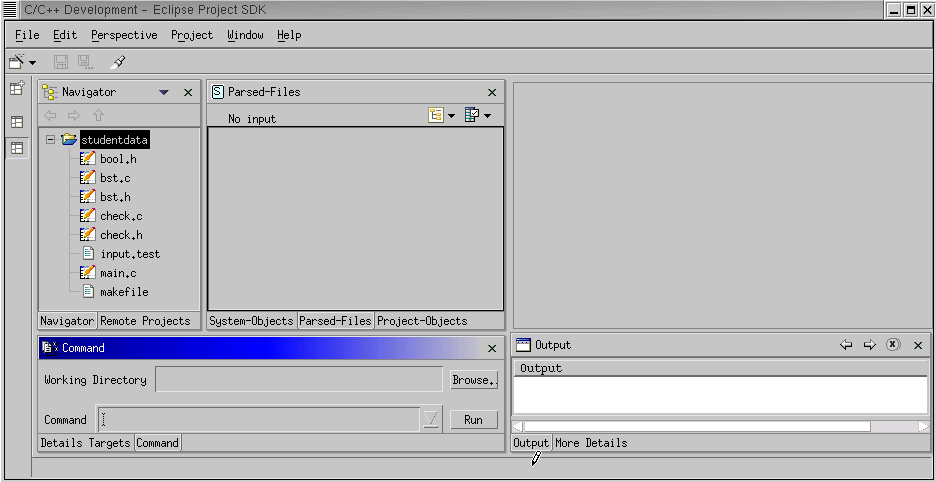 C/C++ Development - Eclipse Project SDK
File Edit Perspective Project Window Help
Navigator
studentdata
bool.h
bst.c
bst.h
check.c
check.h
input.test
main.c
makefile
Navigator Remote Projects
Parsed-Files
No input
System-Objects Parsed-Files Project-Objects
Command
Working Directory
Browse..
Command
Run
Details Targets Command
Output
Output
Output More Details